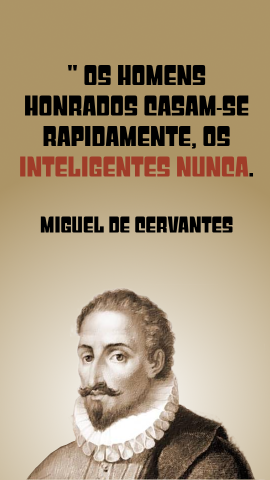 " OS HOMENS
HONRADOS CASAM-SE
RAPIDAMENTE, OS
INTELIGENTES NUNCA.
MIGUEL DE CERVANTES